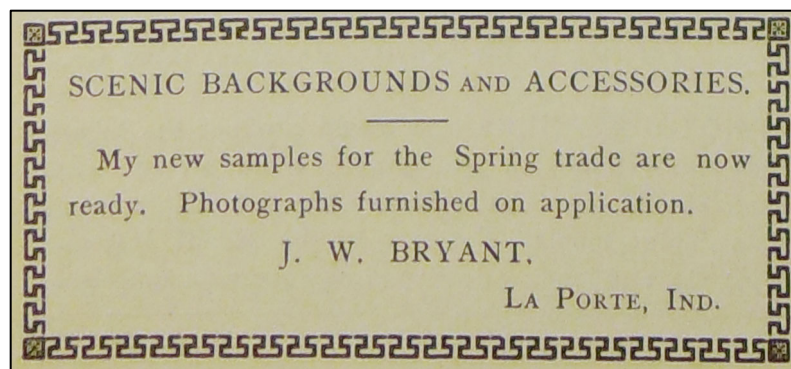 SCENIC BACKGROUNDS AND ACCESSORIES.
My new samples for the Spring trade are now
ready. Photographs furnished on application.
J. W. BRYANT,
LA PORTE, IND.